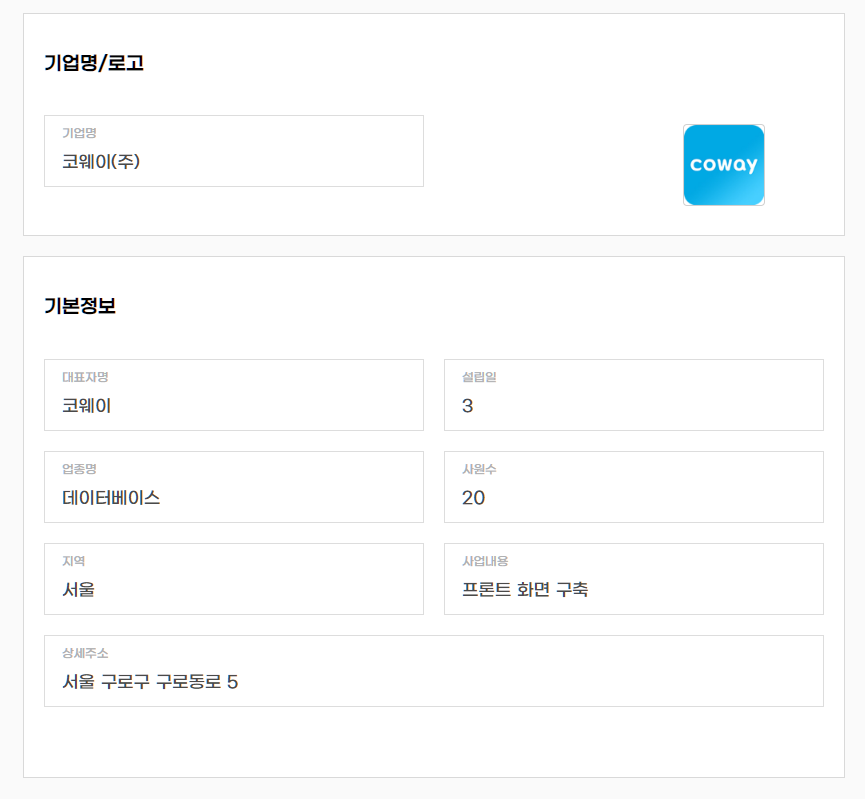 기업명/로고
기업명
코웨이(주)
coway
기본정보
대표자명
코웨이
설립일
3
업종명
데이터베이스
사원수
20
지역
서울
사업내용
프론트 화면 구축
상세주소
서울 구로구 구로동로 5